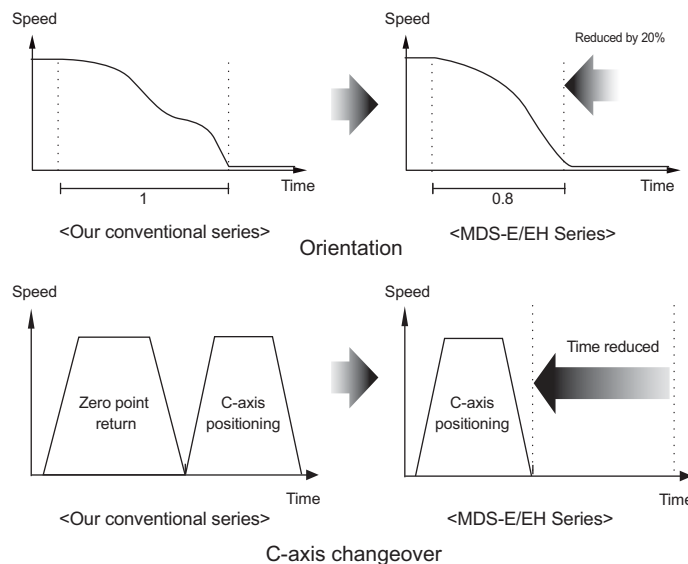 Speed
Speed
Reduced by 20%
Time
Time
1
0.8
<Our conventional series>
<MDS-E/EH Series>
Orientation
Speed
Speed
Time reduced
Zero point
return
C-axis
positioning
C-axis
positioning
Time
Time
<Our conventional series>
<MDS-E/EH Series>
C-axis changeover